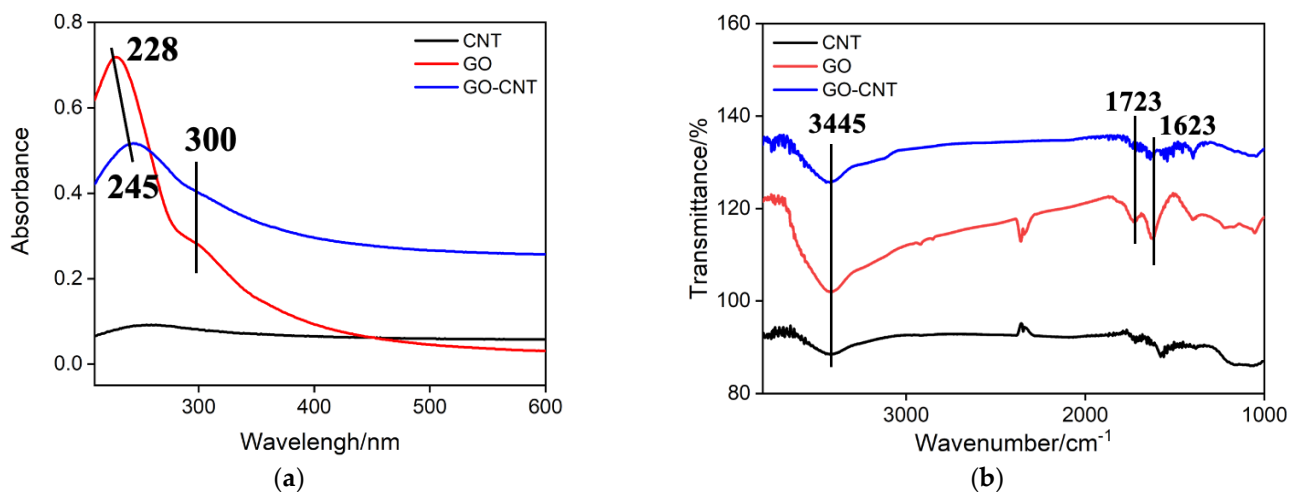 0.8
0.6
0.4
0.2
0.0
Absorbance
228
245
300
CNT
GO
GO-CNT
300
400
500
600
Wavelengh/nm
(a)
160
140
120
100
80
Transmittance/%
CNT
GO
GO-CNT
3445
1723
1623
3000
2000
1000
Wavenumber/cm⁻¹
(b)